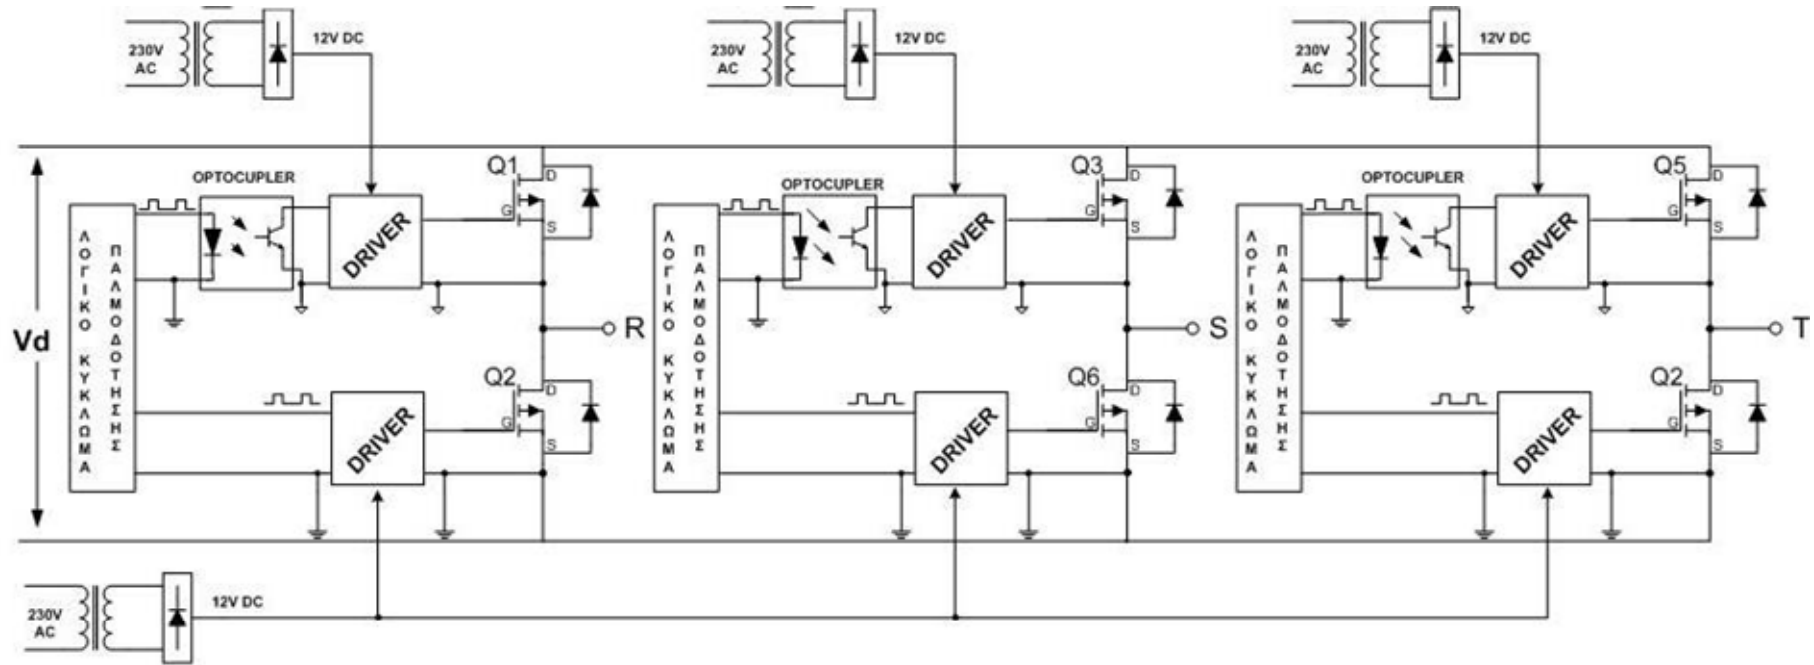 230V
AC
12V DC
230V
AC
12V DC
230V
AC
12V DC
OPTOCUPLER
Q1
D
G
S
DRIVER
OPTOCUPLER
Q3
D
G
S
DRIVER
OPTOCUPLER
Q5
D
G
S
DRIVER
Vd
ΛΟΓΙΚΟ ΚΥΚΛΩΜΑ
ΠΑΛΜΟΔΟΤΗΣΗΣ
R
ΛΟΓΙΚΟ ΚΥΚΛΩΜΑ
ΠΑΛΜΟΔΟΤΗΣΗΣ
S
ΛΟΓΙΚΟ ΚΥΚΛΩΜΑ
ΠΑΛΜΟΔΟΤΗΣΗΣ
T
Q2
D
G
S
DRIVER
Q6
D
G
S
DRIVER
Q2
D
G
S
DRIVER
230V
AC
12V DC